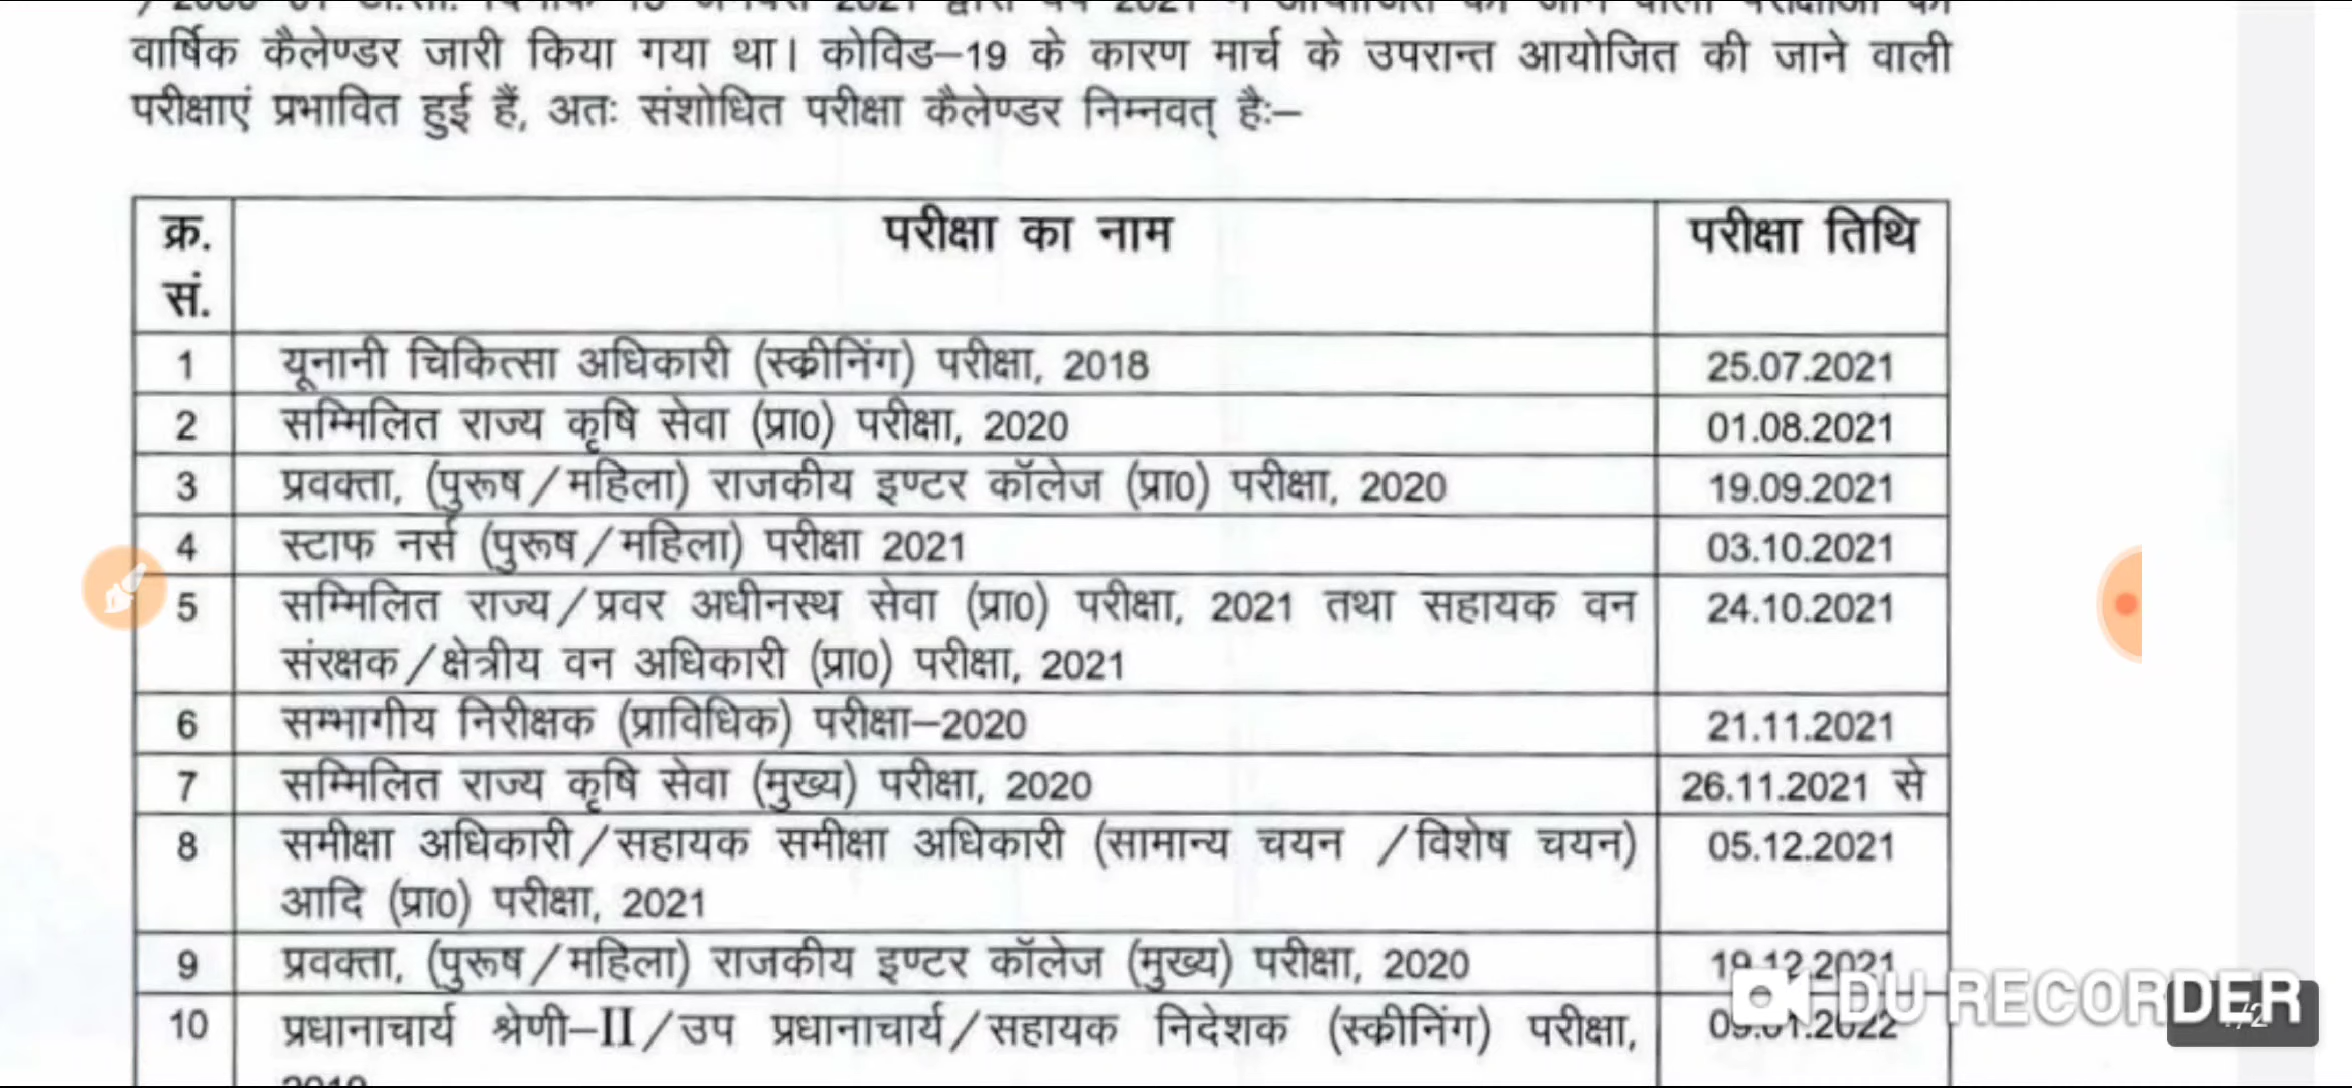 वार्षिक कैलेण्डर जारी किया गया था। कोविड–19 के कारण मार्च के उपरान्त आयोजित की जाने वाली
परीक्षाएं प्रभावित हुई हैं, अतः संशोधित परीक्षा कैलेण्डर निम्नवत् हैः–
क्र. सं. परीक्षा का नाम परीक्षा तिथि
1 यूनानी चिकित्सा अधिकारी (स्क्रीनिंग) परीक्षा, 2018 25.07.2021
2 सम्मिलित राज्य कृषि सेवा (प्रा0) परीक्षा, 2020 01.08.2021
3 प्रवक्ता, (पुरूष/महिला) राजकीय इण्टर कॉलेज (प्रा0) परीक्षा, 2020 19.09.2021
4 स्टाफ नर्स (पुरूष/महिला) परीक्षा 2021 03.10.2021
5 सम्मिलित राज्य/प्रवर अधीनस्थ सेवा (प्रा0) परीक्षा, 2021 तथा सहायक वन 24.10.2021
संरक्षक/क्षेत्रीय वन अधिकारी (प्रा0) परीक्षा, 2021
6 सम्भागीय निरीक्षक (प्राविधिक) परीक्षा–2020 21.11.2021
7 सम्मिलित राज्य कृषि सेवा (मुख्य) परीक्षा, 2020 26.11.2021 से
8 समीक्षा अधिकारी/सहायक समीक्षा अधिकारी (सामान्य चयन /विशेष चयन) 05.12.2021
आदि (प्रा0) परीक्षा, 2021
9 प्रवक्ता, (पुरूष/महिला) राजकीय इण्टर कॉलेज (मुख्य) परीक्षा, 2020 19.12.2021
DU RECORDER
10 प्रधानाचार्य श्रेणी–II/उप प्रधानाचार्य/सहायक निदेशक (स्क्रीनिंग) परीक्षा, 09.01.2022